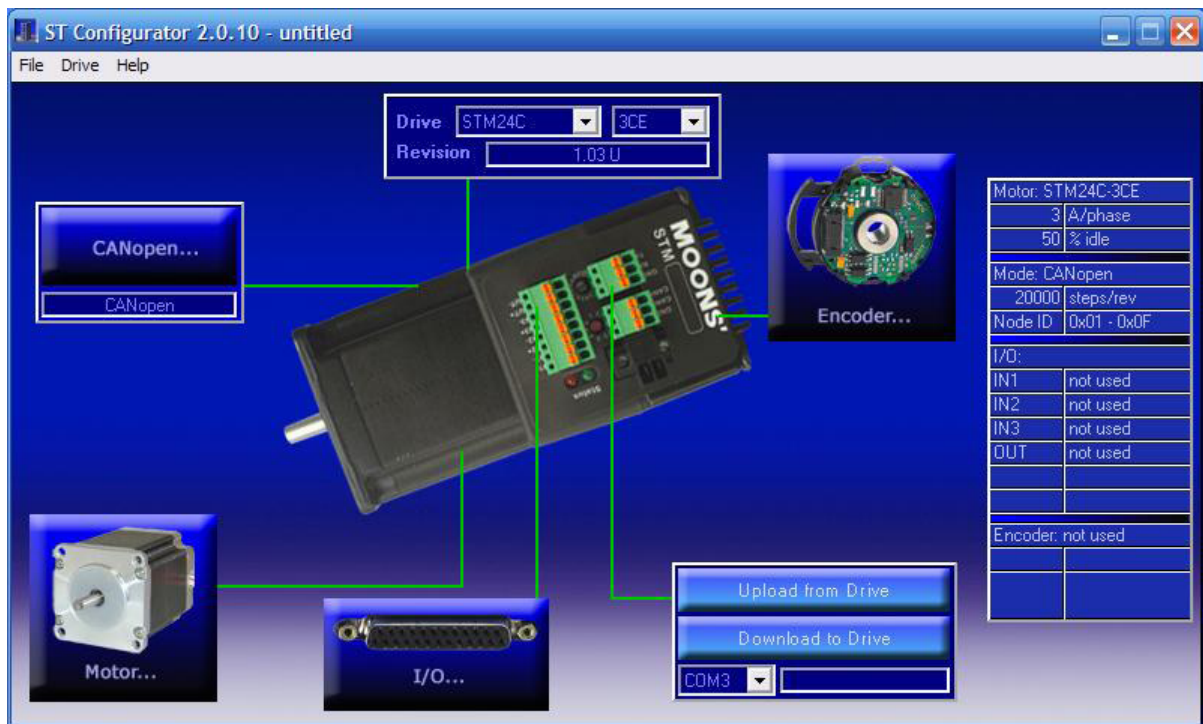 ST Configurator 2.0.10 - untitled
File Drive Help
Drive STM24C 3CE
Revision 1.03 U
CANopen...
CANopen
MOONS'
STM
Status
Encoder...
Motor: STM24C-3CE
3 A/phase
50 % idle
Mode: CANopen
20000 steps/rev
Node ID 0x01 - 0x0F
I/O:
IN1 not used
IN2 not used
IN3 not used
OUT not used
Encoder: not used
Motor...
I/O...
Upload from Drive
Download to Drive
COM3